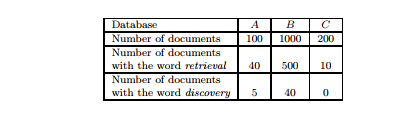 Database A B C
Number of documents 100 1000 200
Number of documents
with the word retrieval 40 500 10
Number of documents
with the word discovery 5 40 0